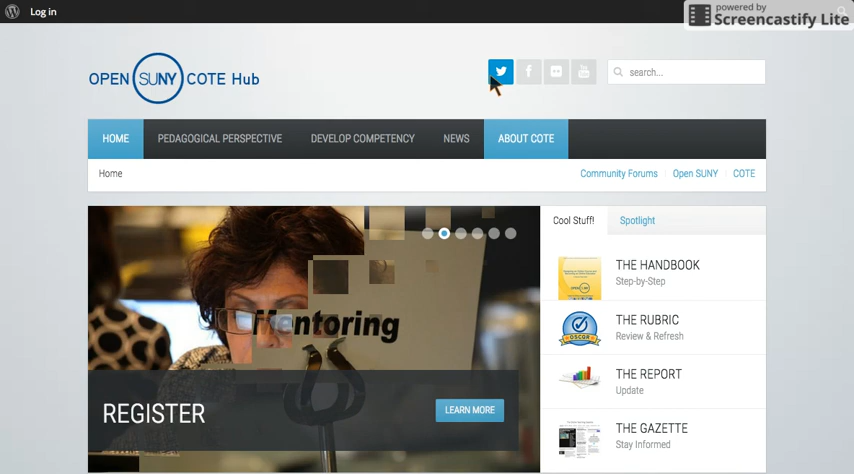 Log in
powered by
Screencastify Lite
OPEN SUNY COTE Hub
search...
HOME
PEDAGOGICAL PERSPECTIVE
DEVELOP COMPETENCY
NEWS
ABOUT COTE
Home
Community Forums
Open SUNY
COTE
Mentoring
REGISTER
LEARN MORE
Cool Stuff!
Spotlight
THE HANDBOOK
Step-by-Step
OSCQR
THE RUBRIC
Review & Refresh
THE REPORT
Update
THE GAZETTE
Stay Informed